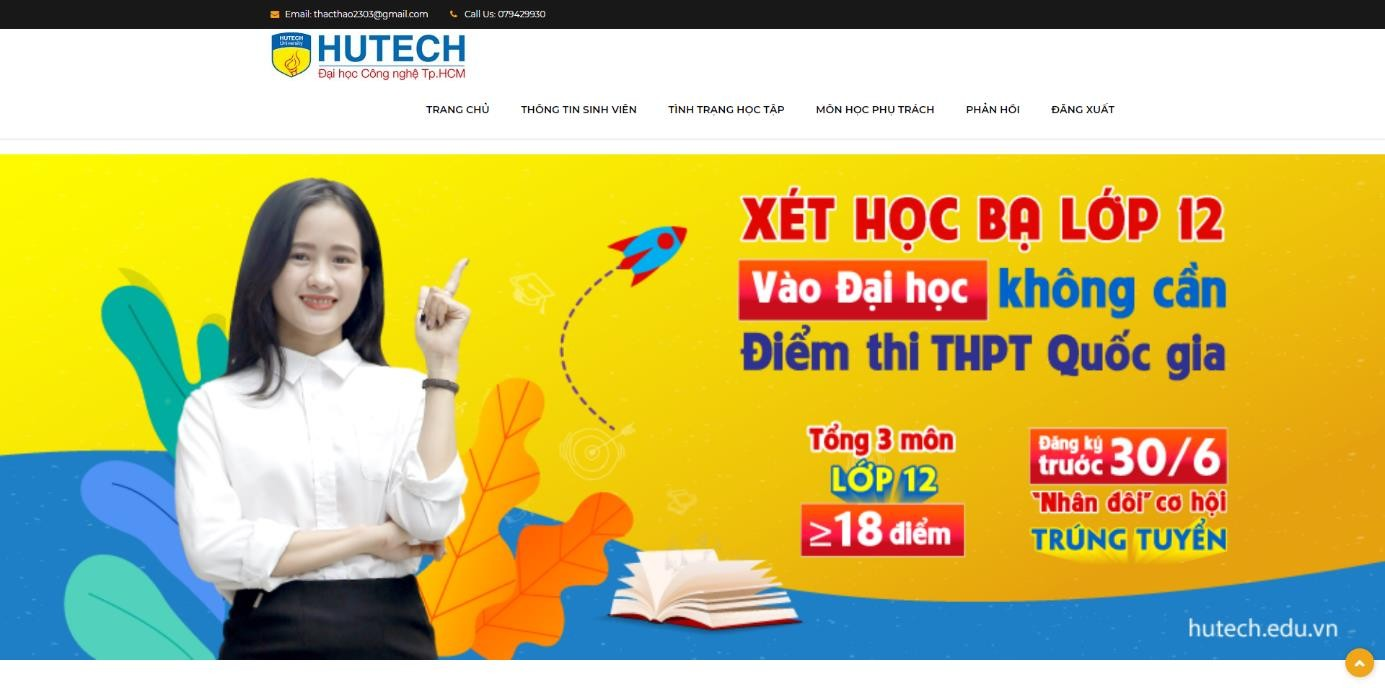 Email: thacthao2303@gmail.com
Call Us: 079429930
HUTECH
University
HUTECH
Đại học Công nghệ Tp.HCM
TRANG CHỦ
THÔNG TIN SINH VIÊN
TÌNH TRẠNG HỌC TẬP
MÔN HỌC PHỤ TRÁCH
PHẢN HÒI
ĐĂNG XUẤT
XÉT HỌC BẠ LỚP 12
Vào Đại học không cần
Điểm thi THPT Quốc gia
Tổng 3 môn
LỚP 12
≥18 điểm
Đăng ký
trước 30/6
"Nhân đôi" cơ hội
TRÚNG TUYỂN
hutech.edu.vn